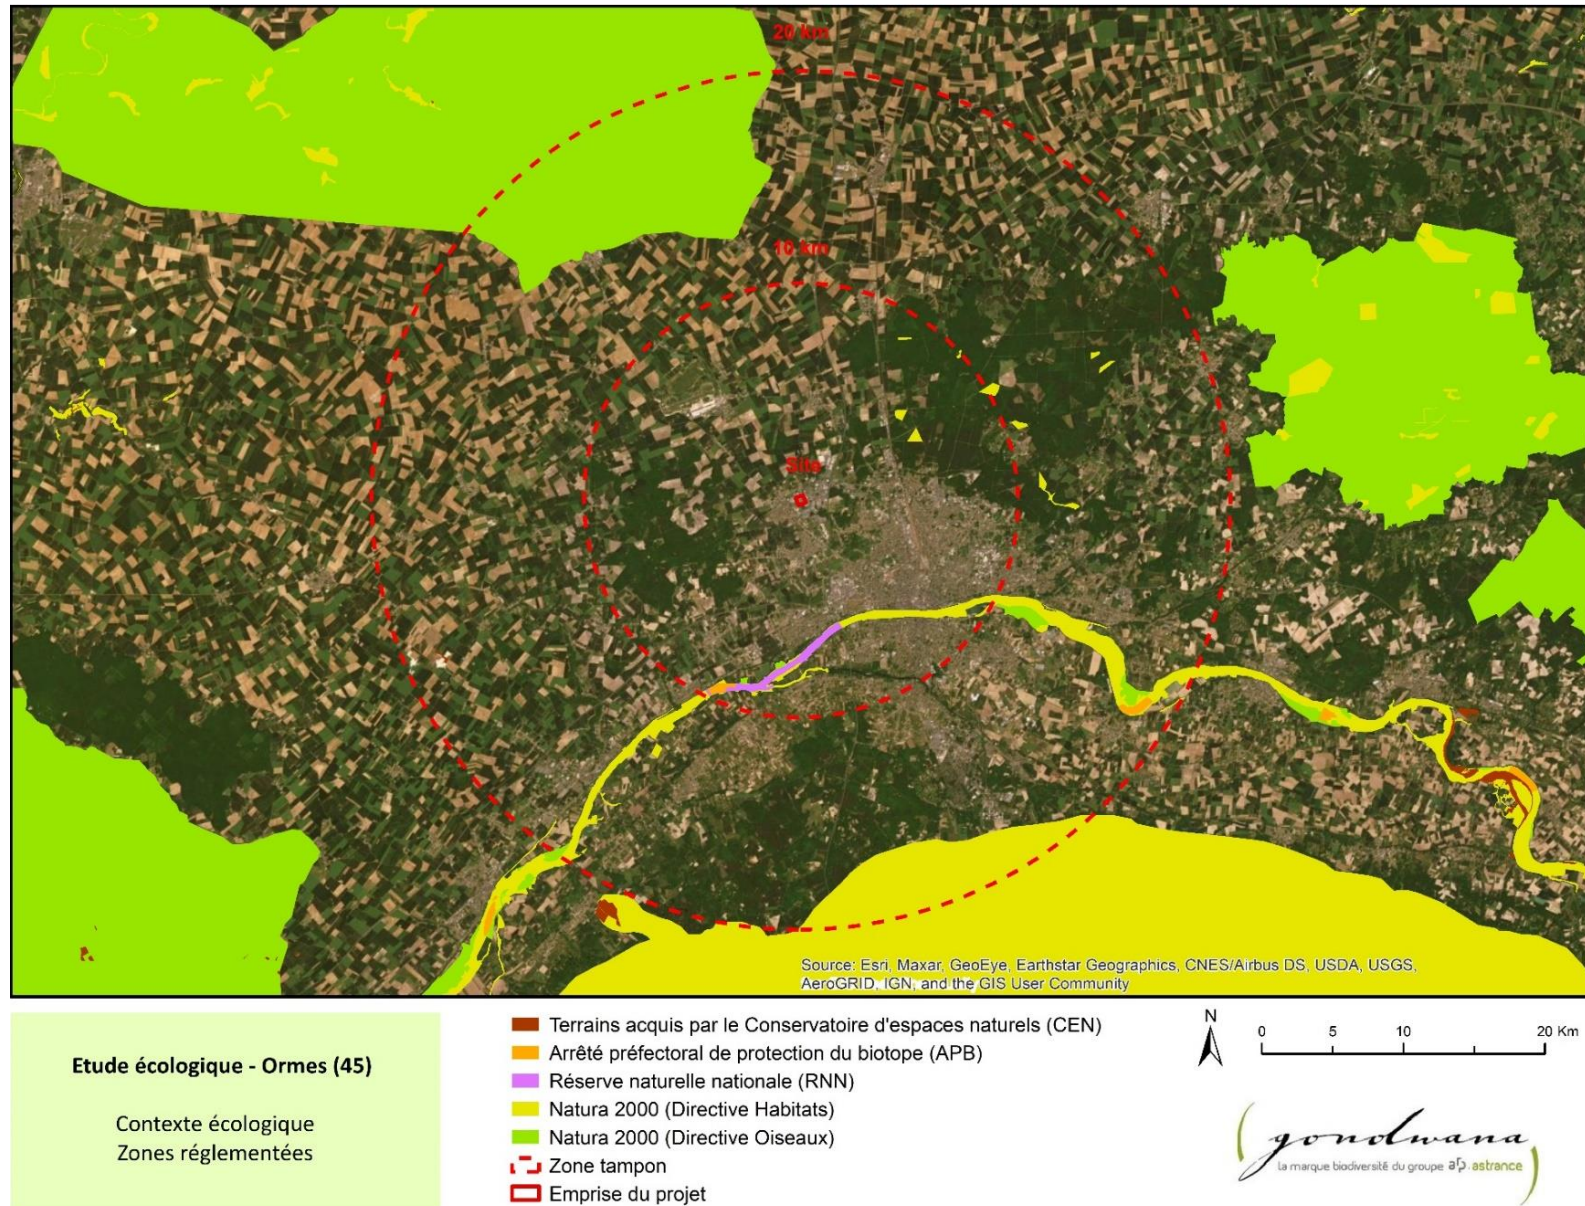 20 km
10 km
Site
Source: Esri, Maxar, GeoEye, Earthstar Geographics, CNES/Airbus DS, USDA, USGS,
AeroGRID, IGN, and the GIS User Community
Etude écologique - Ormes (45)
Contexte écologique
Zones réglementées
Terrains acquis par le Conservatoire d'espaces naturels (CEN)
Arrêté préfectoral de protection du biotope (APB)
Réserve naturelle nationale (RNN)
Natura 2000 (Directive Habitats)
Natura 2000 (Directive Oiseaux)
Zone tampon
Emprise du projet
N
0 5 10 20 Km
gondwana
la marque biodiversité du groupe arp. astrance